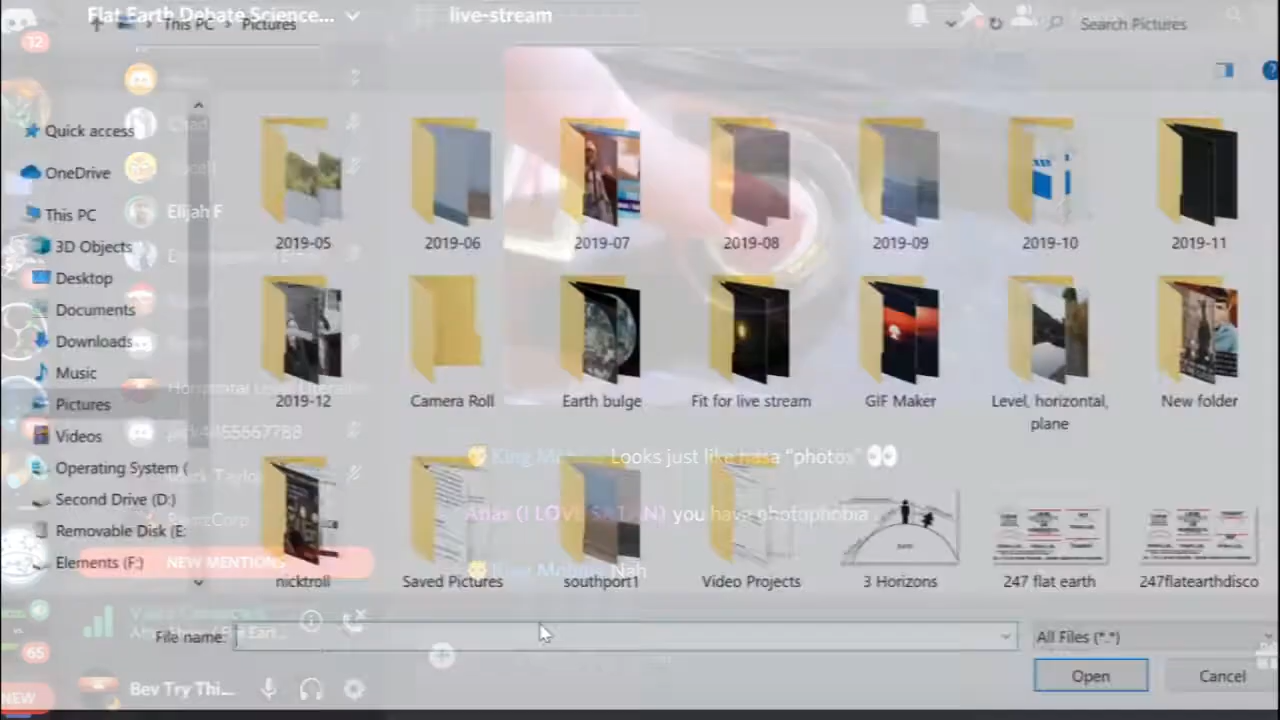 Flat Earth Debate Science...
live-stream
This PC
Pictures
Search Pictures
12
Quick access
OneDrive
This PC
3D Objects
Desktop
Documents
Downloads
Music
Pictures
Videos
Operating System (
Second Drive (D:)
Removable Disk (E:
Elements (F:)
Elijah F
NEW MENTIONS
2019-05
2019-06
2019-07
2019-08
2019-09
2019-10
2019-11
2019-12
Camera Roll
Earth bulge
Fit for live stream
GIF Maker
Level, horizontal,
plane
New folder
Looks just like nasa “photos” 👀
Atlas (I LOVE SATAN) you have photophobia
Nah
nicktroll
Saved Pictures
southport1
Video Projects
3 Horizons
247 flat earth
247flatearthdisco
File name:
All Files (*.*)
Open
Cancel
65
NEW
Bev Try Thi...